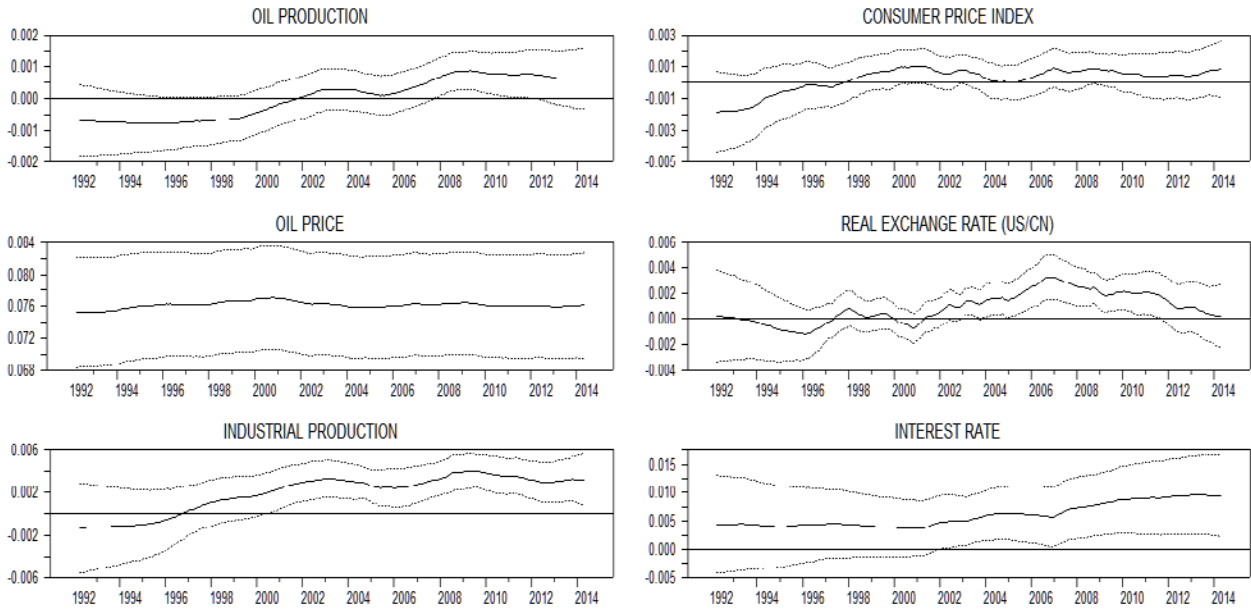 OIL PRODUCTION
0.002
0.001
0.000
-0.001
-0.002
1992 1994 1996 1998 2000 2002 2004 2006 2008 2010 2012 2014
CONSUMER PRICE INDEX
0.003
0.001
-0.001
-0.003
-0.005
1992 1994 1996 1998 2000 2002 2004 2006 2008 2010 2012 2014
OIL PRICE
0.084
0.080
0.076
0.072
0.068
1992 1994 1996 1998 2000 2002 2004 2006 2008 2010 2012 2014
REAL EXCHANGE RATE (US/CN)
0.006
0.004
0.002
0.000
-0.002
-0.004
1992 1994 1996 1998 2000 2002 2004 2006 2008 2010 2012 2014
INDUSTRIAL PRODUCTION
0.006
0.002
-0.002
-0.006
1992 1994 1996 1998 2000 2002 2004 2006 2008 2010 2012 2014
INTEREST RATE
0.015
0.010
0.005
0.000
-0.005
1992 1994 1996 1998 2000 2002 2004 2006 2008 2010 2012 2014